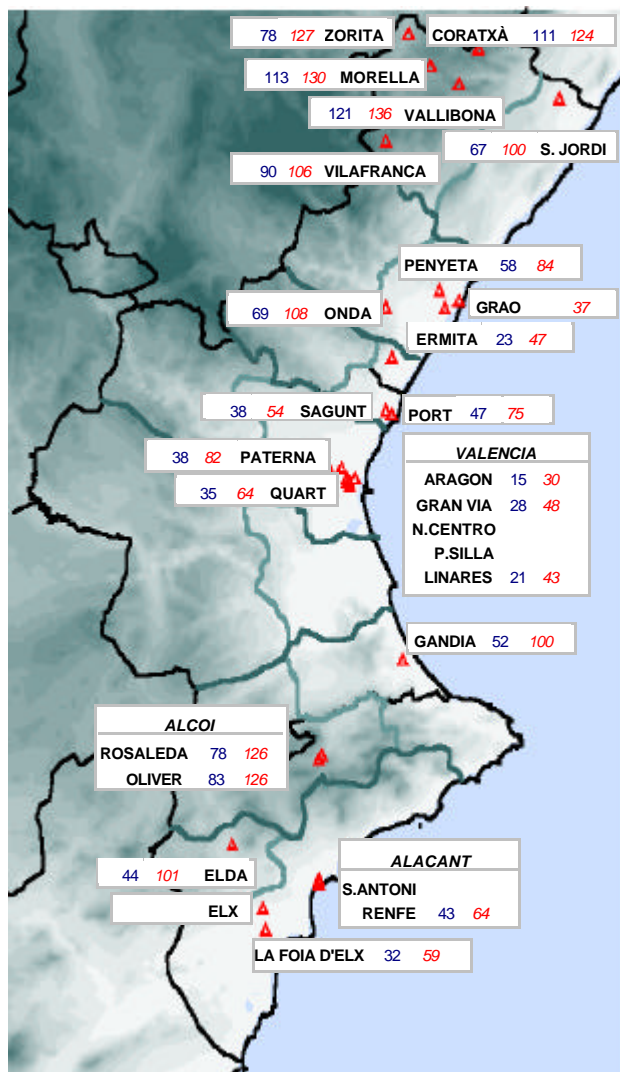 78 127 ZORITA
CORATXÀ 111 124
113 130 MORELLA
121 136 VALLIBONA
67 100 S. JORDI
90 106 VILAFRANCA
PENYETA 58 84
69 108 ONDA
GRAO 37
ERMITA 23 47
38 54 SAGUNT
PORT 47 75
38 82 PATERNA
35 64 QUART
VALENCIA
ARAGON 15 30
GRAN VIA 28 48
N.CENTRO
P.SILLA
LINARES 21 43
GANDIA 52 100
ALCOI
ROSALEDA 78 126
OLIVER 83 126
44 101 ELDA
ELX
ALACANT
S.ANTONI
RENFE 43 64
LA FOIA D'ELX 32 59